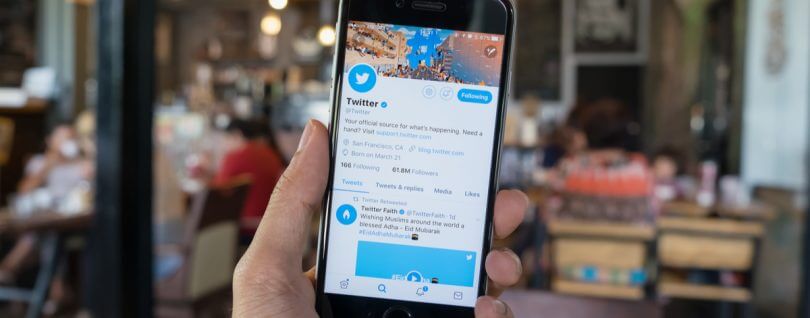 Following
Twitter
@Twitter
Your official source for what's happening. Need a
hand? Visit support.twitter.com
San Francisco, CA blog.twitter.com
Born on March 21
166 Following 61.8M Followers
Tweets Tweets & replies Media Likes
Twitter Retweeted
Twitter Faith @TwitterFaith · 1d
Wishing Muslims around the world a
blessed Adha - Eid Mubarak
#EidAdhaMubarak